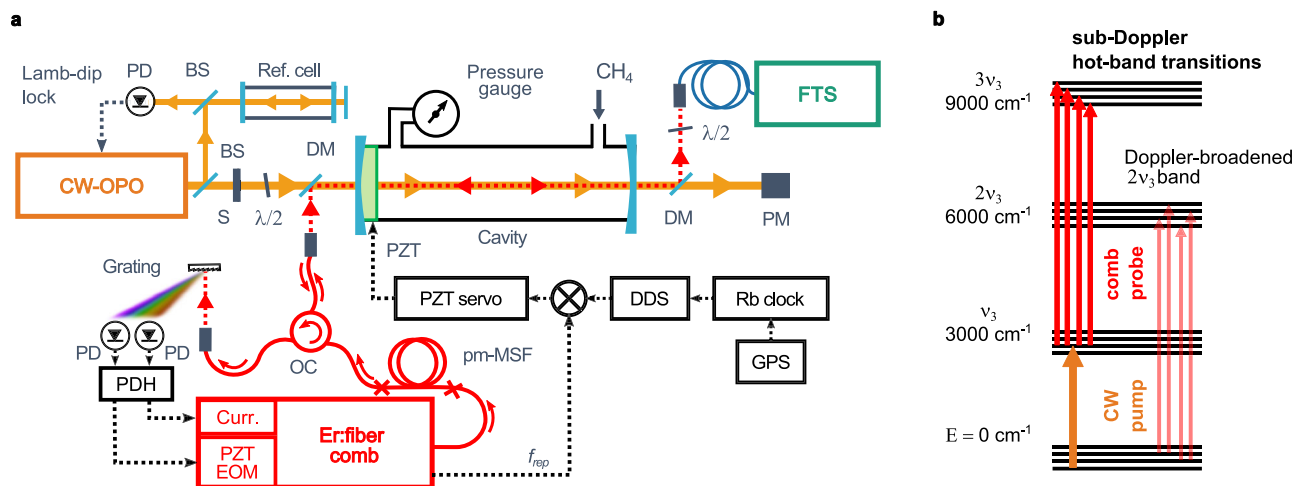 a
Lamb-dip
lock
PD
BS
Ref. cell
Pressure
gauge
CH4
FTS
λ/2
CW-OPO
BS
S
λ/2
DM
DM
PM
PZT
Cavity
Grating
PD
PD
PDH
OC
pm-MSF
PZT servo
DDS
Rb clock
GPS
Curr.
PZT
EOM
Er:fiber
comb
frep
b
sub-Doppler
hot-band transitions
3ν3
9000 cm-1
Doppler-broadened
2ν3 band
2ν3
6000 cm-1
comb
probe
ν3
3000 cm-1
CW
pump
E = 0 cm-1